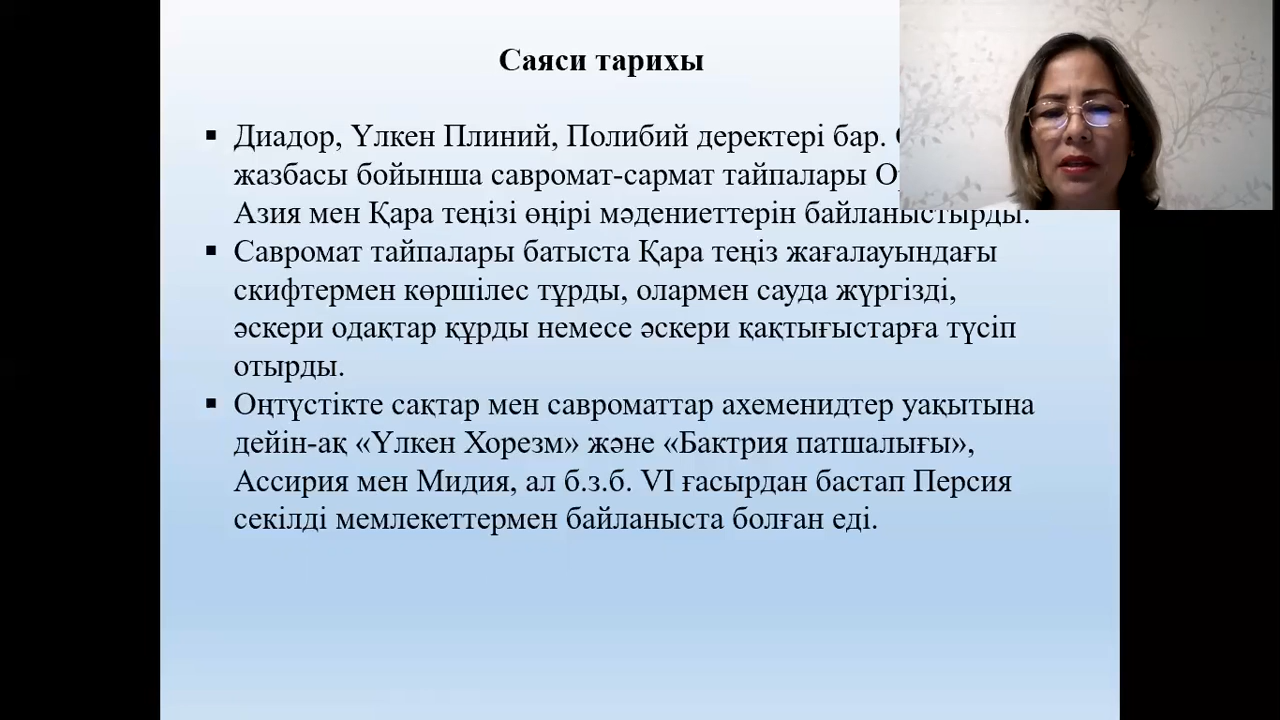 Саяси тарихы
▪ Диадор, Үлкен Плиний, Полибий деректері бар.
жазбасы бойынша савромат-сармат тайпалары
Азия мен Қара теңізі өңірі мәдениеттерін байланыстырды.
▪ Савромат тайпалары батыста Қара теңіз жағалауындағы
скифтермен көршілес тұрды, олармен сауда жүргізді,
әскери одақтар құрды немесе әскери қақтығыстарға түсіп
отырды.
▪ Оңтүстікте сақтар мен савроматтар ахеменидтер уақытына
дейін-ақ «Үлкен Хорезм» және «Бактрия патшалығы»,
Ассирия мен Мидия, ал б.з.б. VI ғасырдан бастап Персия
секілді мемлекеттермен байланыста болған еді.